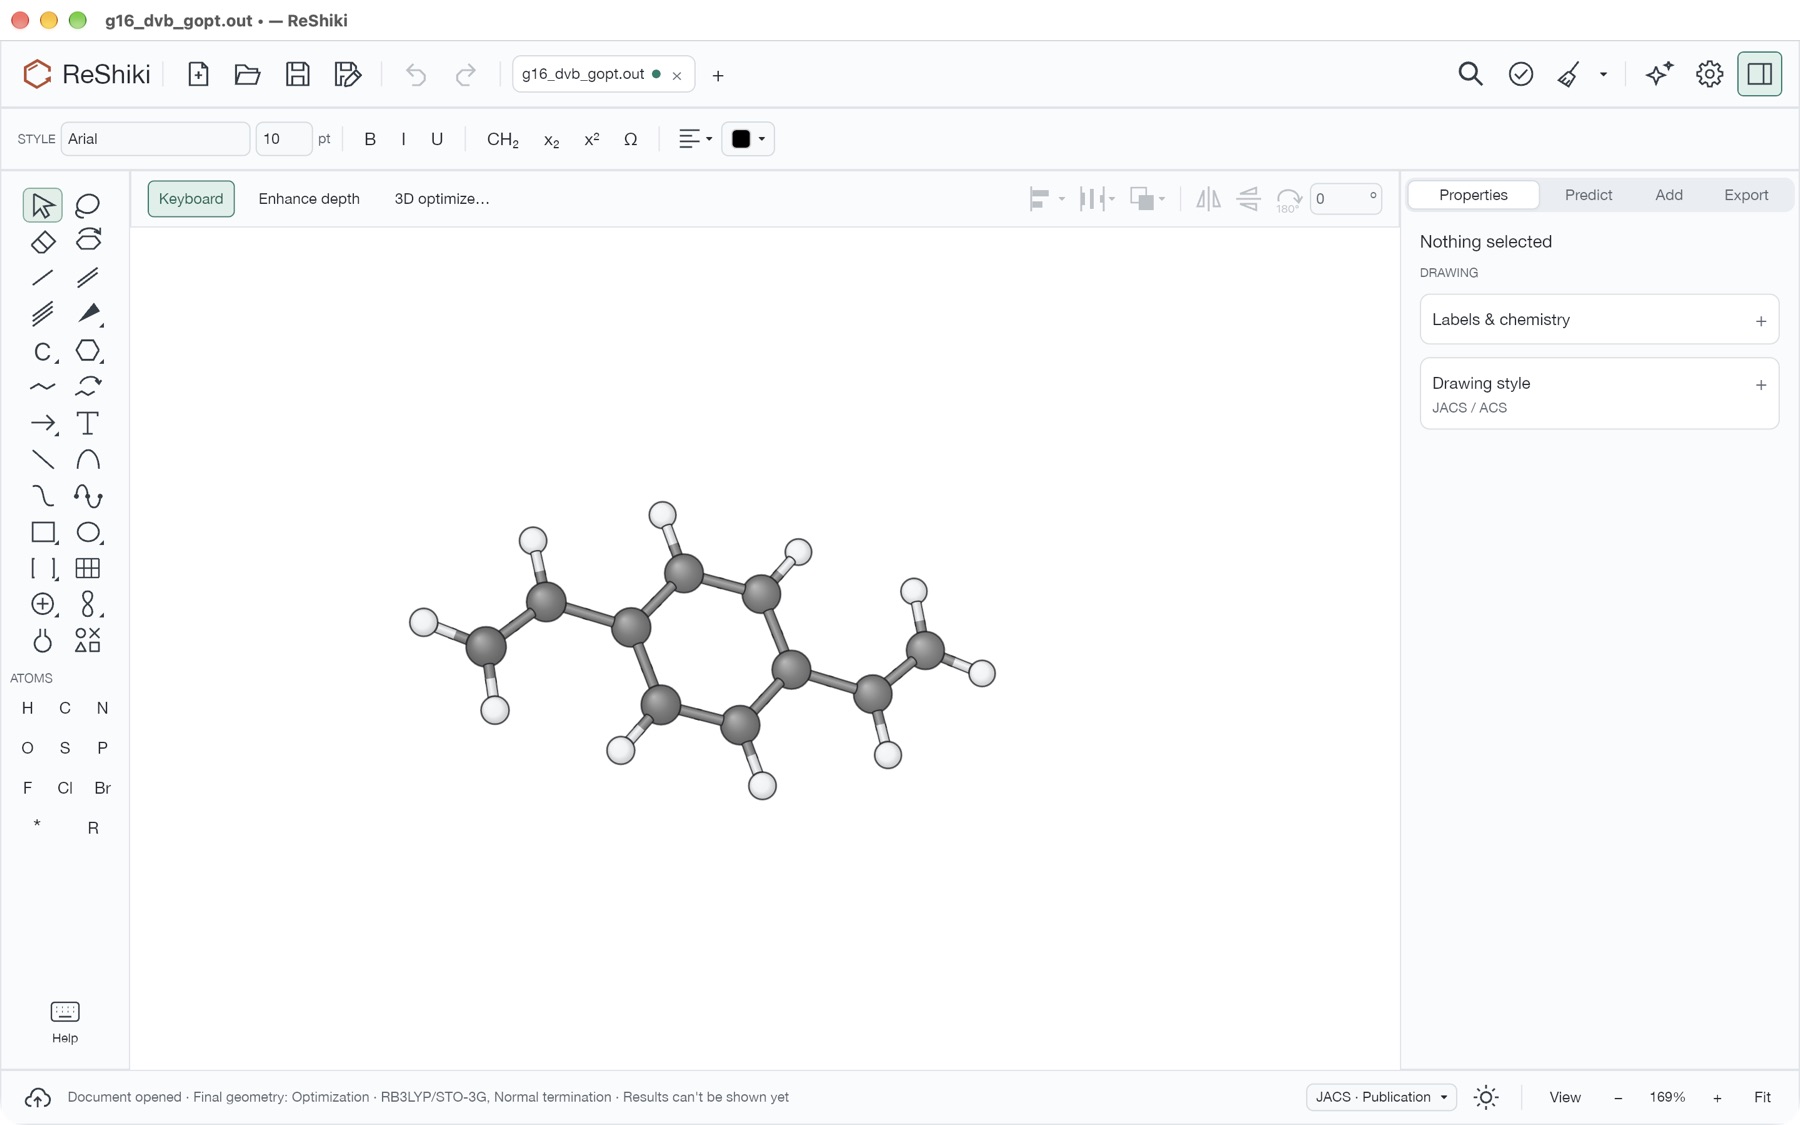 g16_dvb_gopt.out • — ReShiki
ReShiki
g16_dvb_gopt.out ● ×
+
STYLE Arial 10 pt B I U CH₂ x₂ x² Ω
Keyboard Enhance depth 3D optimize... 180° 0 °
Properties Predict Add Export
Nothing selected
DRAWING
Labels & chemistry +
Drawing style +
JACS / ACS
C
T
ATOMS
H C N
O S P
F Cl Br
* R
Help
Document opened · Final geometry: Optimization · RB3LYP/STO-3G, Normal termination · Results can't be shown yet
JACS · Publication View − 169% + Fit